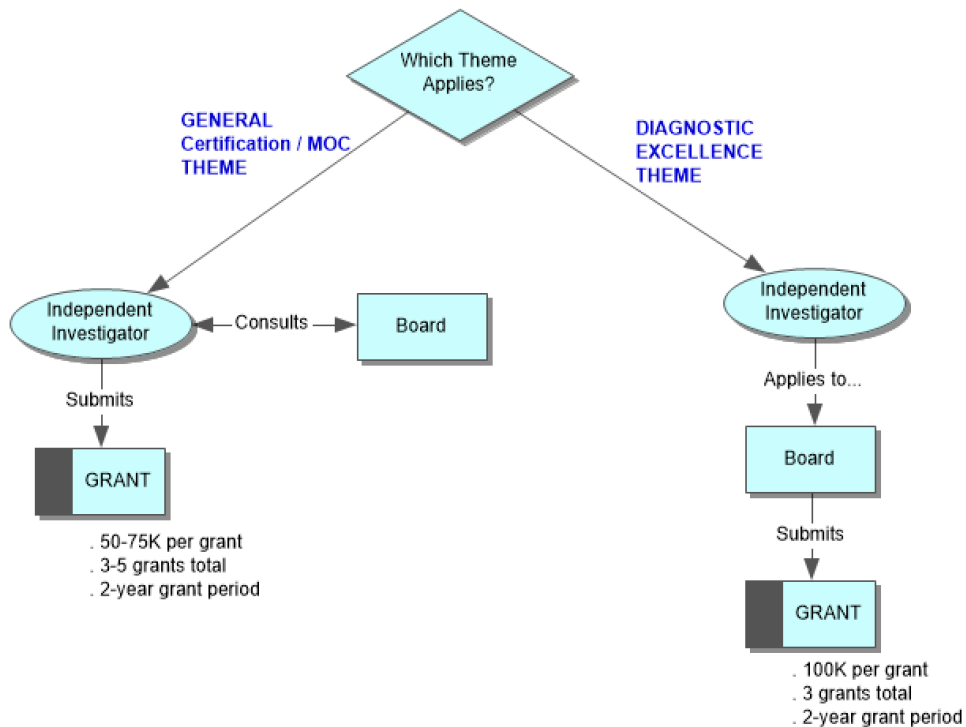 Which Theme
Applies?
GENERAL
Certification / MOC
THEME
DIAGNOSTIC
EXCELLENCE
THEME
Independent
Investigator
Consults
Board
Submits
GRANT
. 50-75K per grant
. 3-5 grants total
. 2-year grant period
Independent
Investigator
Applies to...
Board
Submits
GRANT
. 100K per grant
. 3 grants total
. 2-year grant period